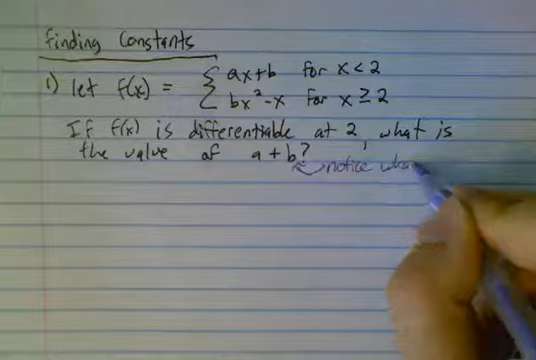 Finding Constants
1) let f(x) = { ax+b for x < 2
bx²-x for x ≥ 2
If f(x) is differentiable at 2, what is
the value of a + b?
notice wha